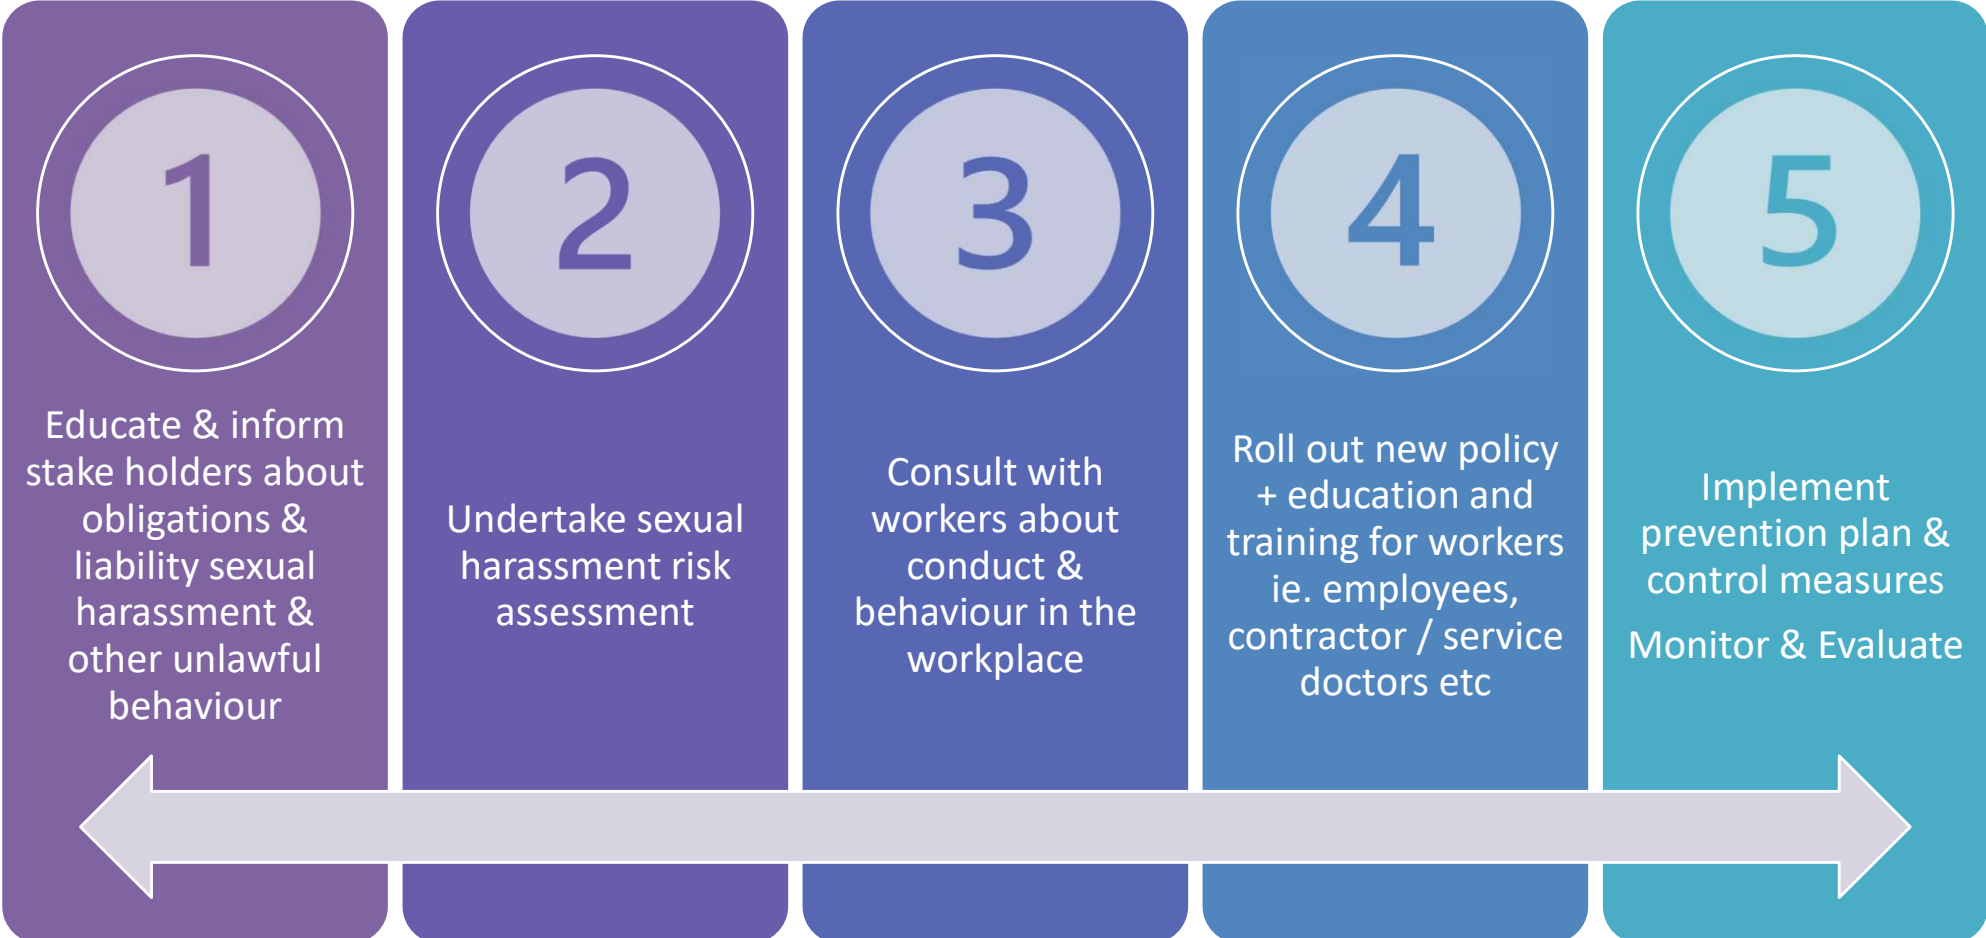 1
Educate & inform
stake holders about
obligations &
liability sexual
harassment &
other unlawful
behaviour
2
Undertake sexual
harassment risk
assessment
3
Consult with
workers about
conduct &
behaviour in the
workplace
4
Roll out new policy
+ education and
training for workers
ie. employees,
contractor / service
doctors etc
5
Implement
prevention plan &
control measures
Monitor & Evaluate